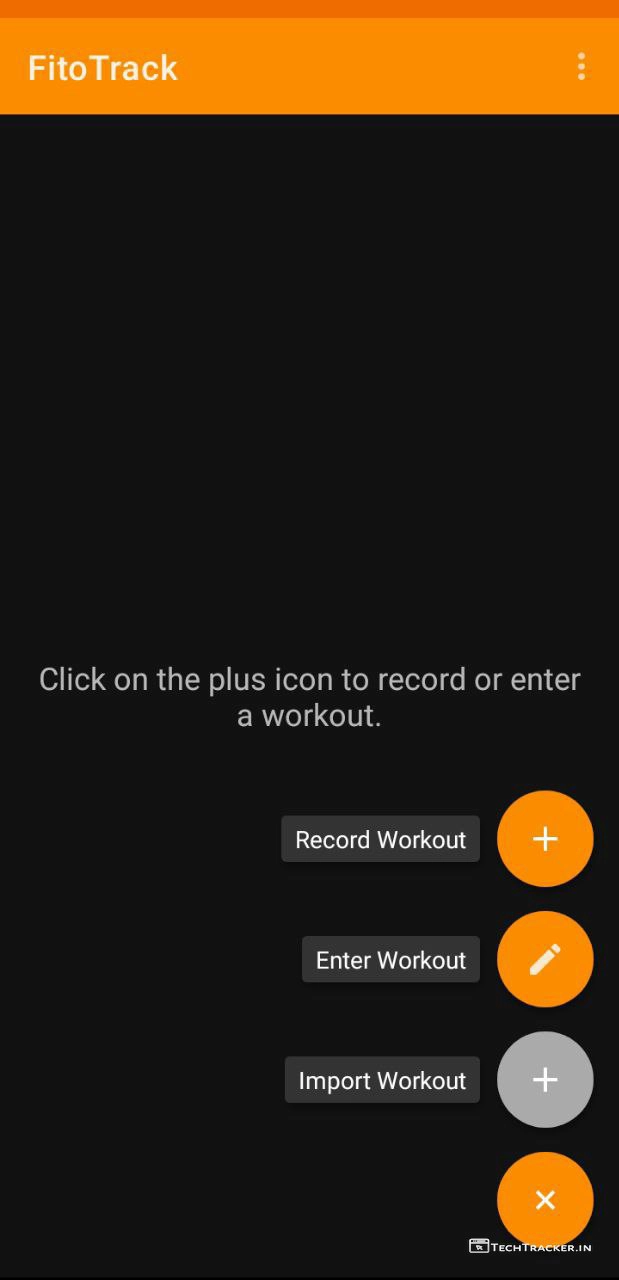 FitoTrack
Click on the plus icon to record or enter
a workout.
Record Workout
Enter Workout
Import Workout
TechTracker.in